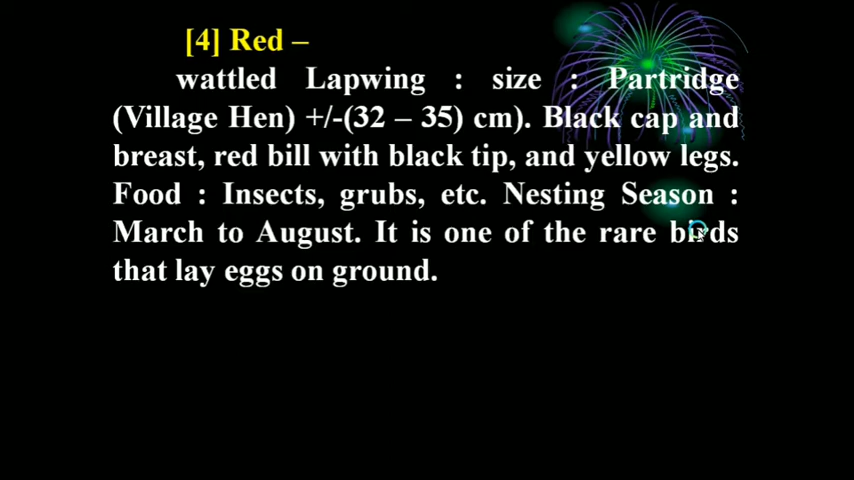 [4] Red –
wattled Lapwing : size : Partridge
(Village Hen) +/-(32 – 35) cm). Black cap and
breast, red bill with black tip, and yellow legs.
Food : Insects, grubs, etc. Nesting Season :
March to August. It is one of the rare birds
that lay eggs on ground.